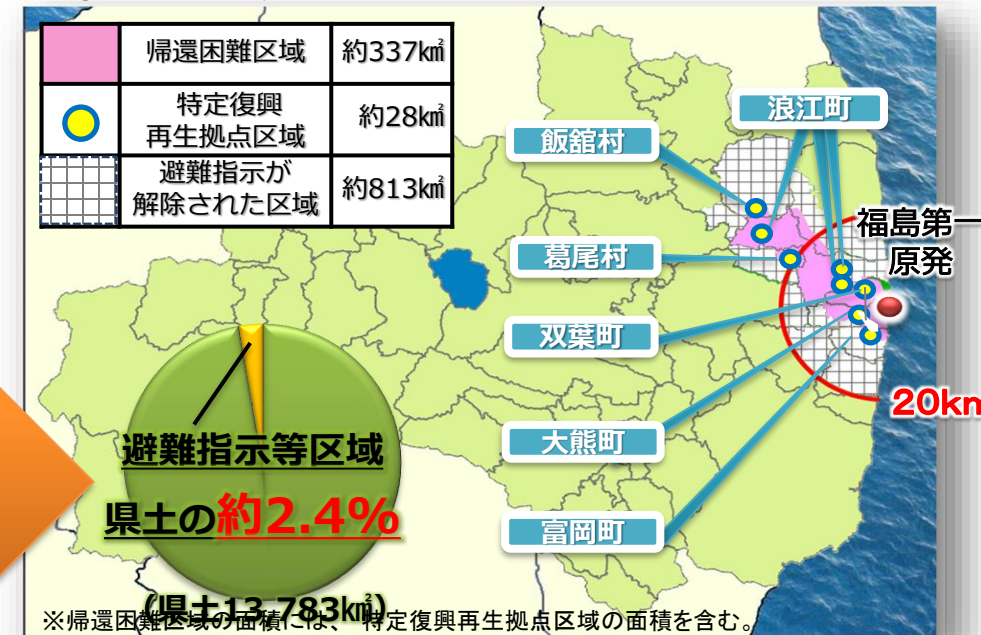 帰還困難区域 約337㎢
特定復興
再生拠点区域 約28㎢
避難指示が
解除された区域 約813㎢
浪江町
飯舘村
福島第一
原発
葛尾村
双葉町
20km
大熊町
避難指示等区域
県土の約2.4%
富岡町
(県土13,783㎢)
※帰還困難区域の面積には、特定復興再生拠点区域の面積を含む。